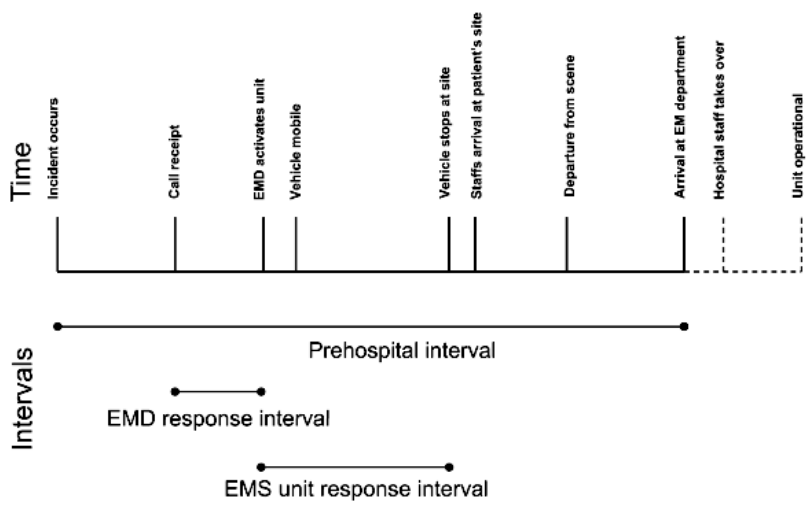 Time
Incident occurs
Call receipt
EMD activates unit
Vehicle mobile
Vehicle stops at site
Staffs arrival at patient's site
Departure from scene
Arrival at EM department
Hospital staff takes over
Unit operational
Intervals
Prehospital interval
EMD response interval
EMS unit response interval